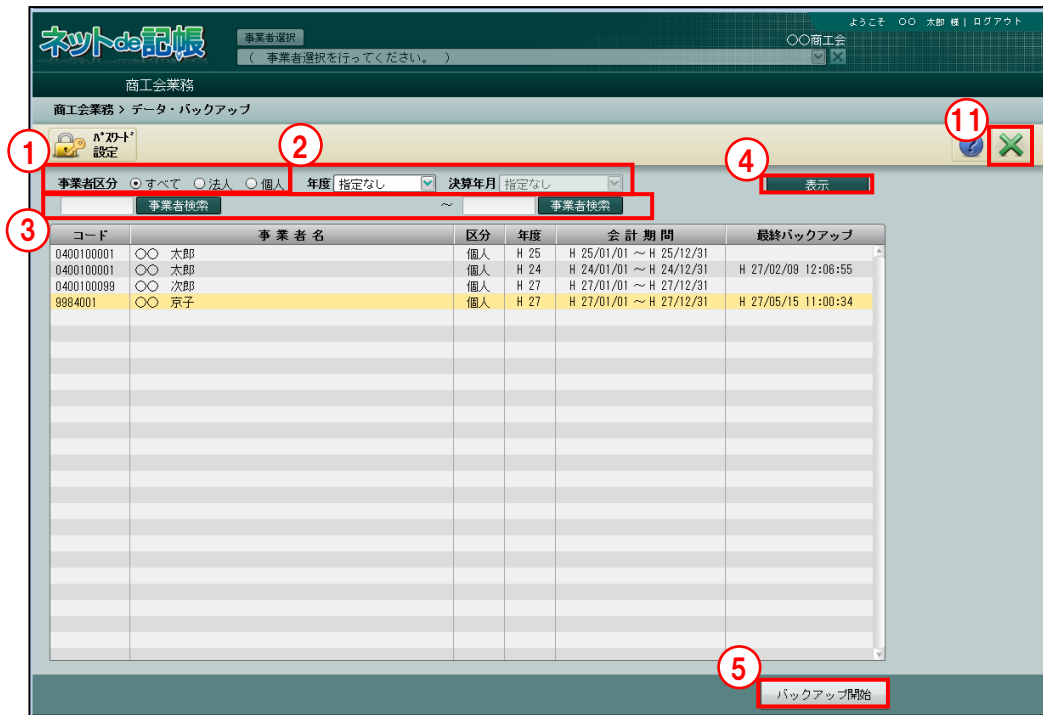 ようこそ ○○ 太郎 様 | ログアウト
ネットde記帳
事業者選択
○○商工会
( 事業者選択を行ってください。 )
商工会業務
商工会業務 > データ・バックアップ
11
パスワード
設定
?
1
2
4
事業者区分 すべて 法人 個人 年度 指定なし 決算年月 指定なし 表示
事業者検索 ～ 事業者検索
3
コード 事業者名 区分 年度 会計期間 最終バックアップ
0400100001 ○○ 太郎 個人 H 25 H 25/01/01 ～ H 25/12/31
0400100001 ○○ 太郎 個人 H 24 H 24/01/01 ～ H 24/12/31 H 27/02/09 12:06:55
0400100099 ○○ 次郎 個人 H 27 H 27/01/01 ～ H 27/12/31
9984001 ○○ 京子 個人 H 27 H 27/01/01 ～ H 27/12/31 H 27/05/15 11:00:34
5
バックアップ開始